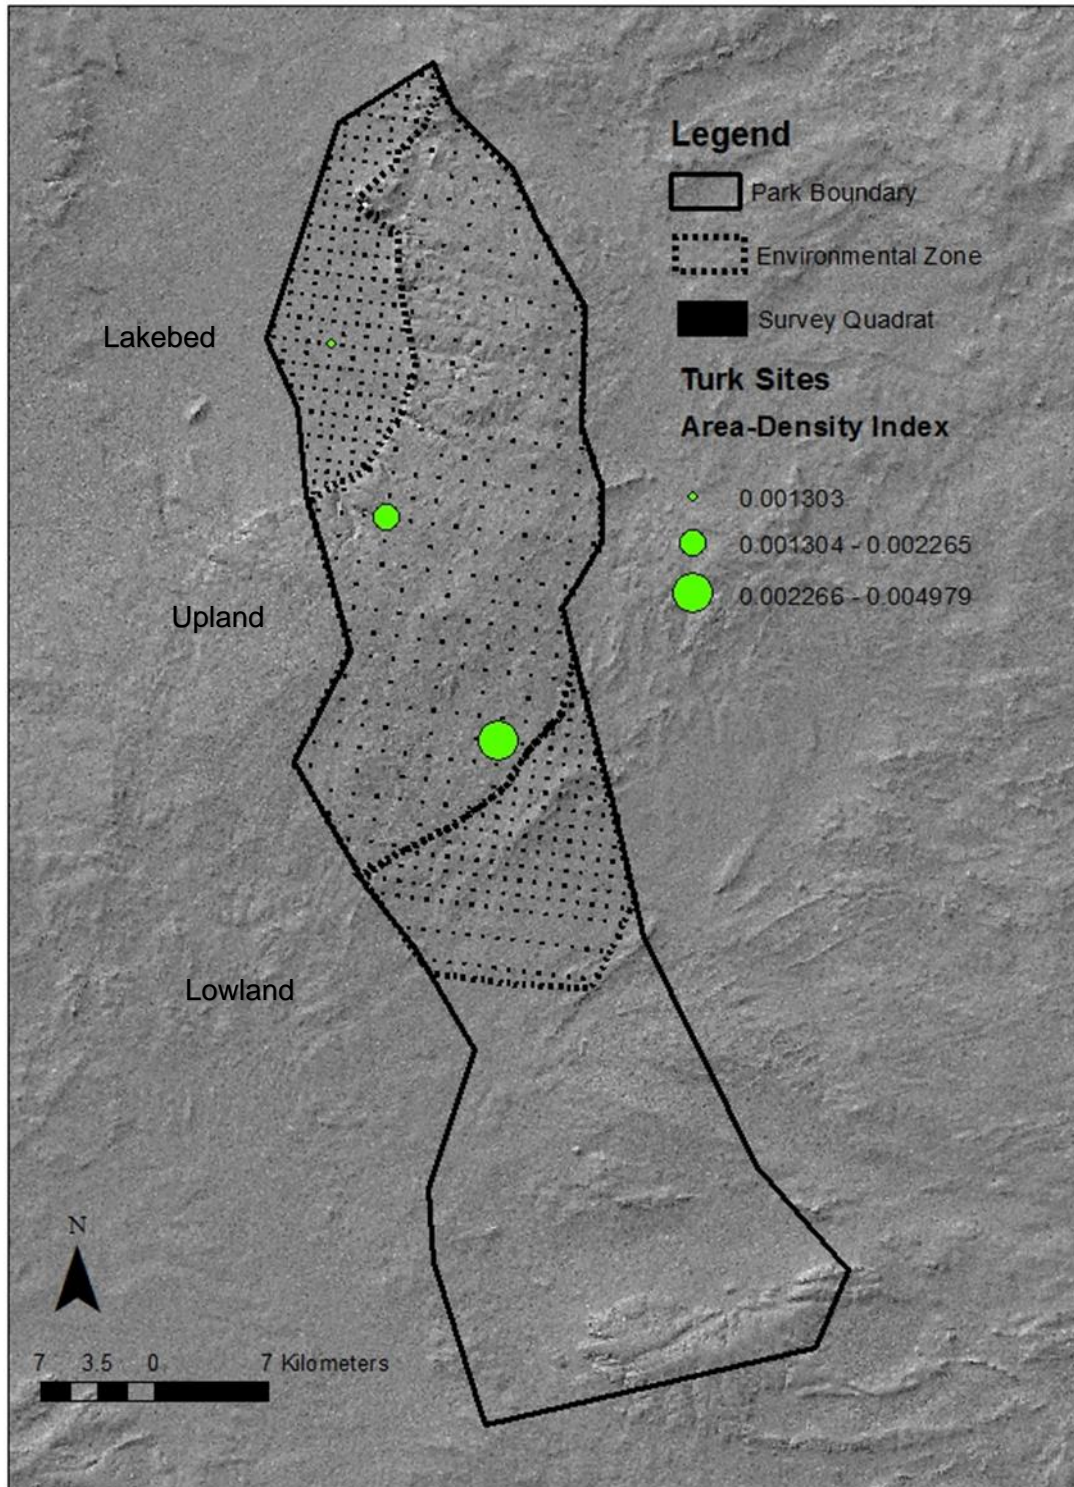 Legend
Park Boundary
Environmental Zone
Survey Quadrat
Turk Sites
Area-Density Index
0.001303
0.001304 - 0.002265
0.002266 - 0.004979
Lakebed
Upland
Lowland
N
7 3.5 0 7 Kilometers